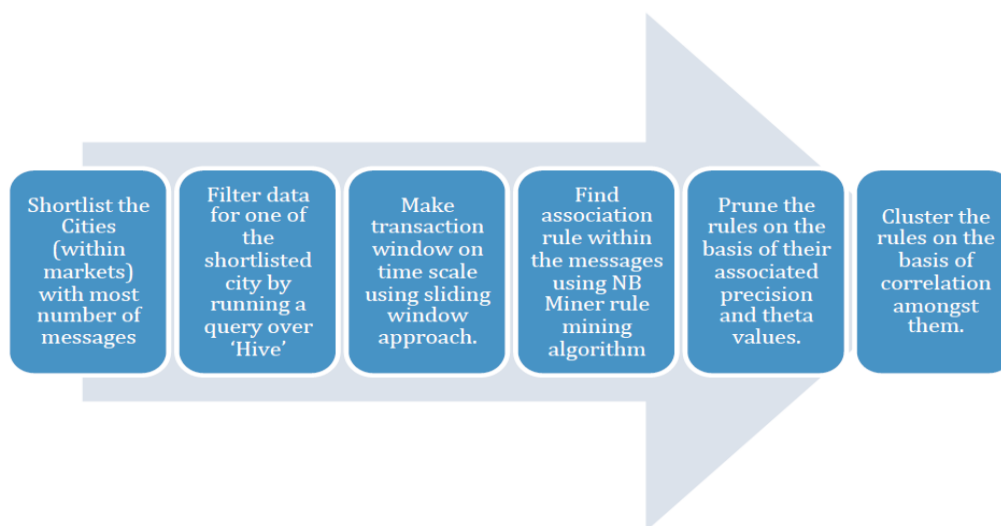 Shortlist the
Cities
(within
markets)
with most
number of
messages
Filter data
for one of
the
shortlisted
city by
running a
query over
‘Hive’
Make
transaction
window on
time scale
using sliding
window
approach.
Find
association
rule within
the messages
using NB
Miner rule
mining
algorithm
Prune the
rules on the
basis of their
associated
precision
and theta
values.
Cluster the
rules on the
basis of
correlation
amongst
them.